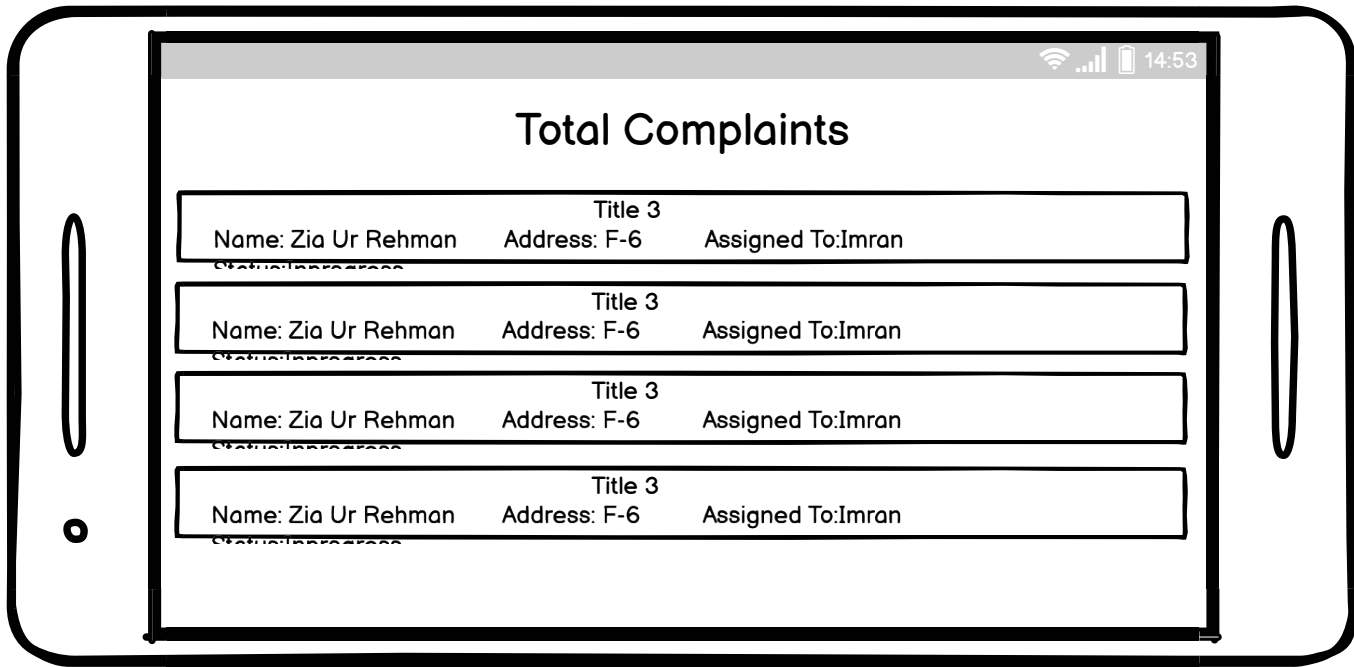 14:53
Total Complaints
Title 3
Name: Zia Ur Rehman Address: F-6 Assigned To:Imran
Title 3
Name: Zia Ur Rehman Address: F-6 Assigned To:Imran
Title 3
Name: Zia Ur Rehman Address: F-6 Assigned To:Imran
Title 3
Name: Zia Ur Rehman Address: F-6 Assigned To:Imran